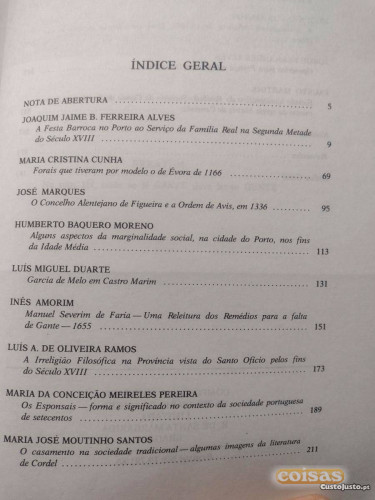 ÍNDICE GERAL
NOTA DE ABERTURA 5
JOAQUIM JAIME B. FERREIRA ALVES
A Festa Barroca no Porto ao Serviço da Família Real na Segunda Metade
do Século XVIII 9
MARIA CRISTINA CUNHA
Forais que tiveram por modelo o de Évora de 1166 69
JOSÉ MARQUES
O Concelho Alentejano de Figueira e a Ordem de Avis, em 1336 95
HUMBERTO BAQUERO MORENO
Alguns aspectos da marginalidade social, na cidade do Porto, nos fins
da Idade Média 113
LUÍS MIGUEL DUARTE
Garcia de Melo em Castro Marim 131
INÊS AMORIM
Manuel Severim de Faria — Uma Releitura dos Remédios para a falta
de Gante — 1655 151
LUÍS A. DE OLIVEIRA RAMOS
A Irreligião Filosófica na Província vista do Santo Ofício pelos fins
do Século XVIII 173
MARIA DA CONCEIÇÃO MEIRELES PEREIRA
Os Esponsais — forma e significado no contexto da sociedade portuguesa
de setecentos 189
MARIA JOSÉ MOUTINHO SANTOS
O casamento na sociedade tradicional — algumas imagens da literatura
de Cordel 211
coisas
CustoJusto.pt